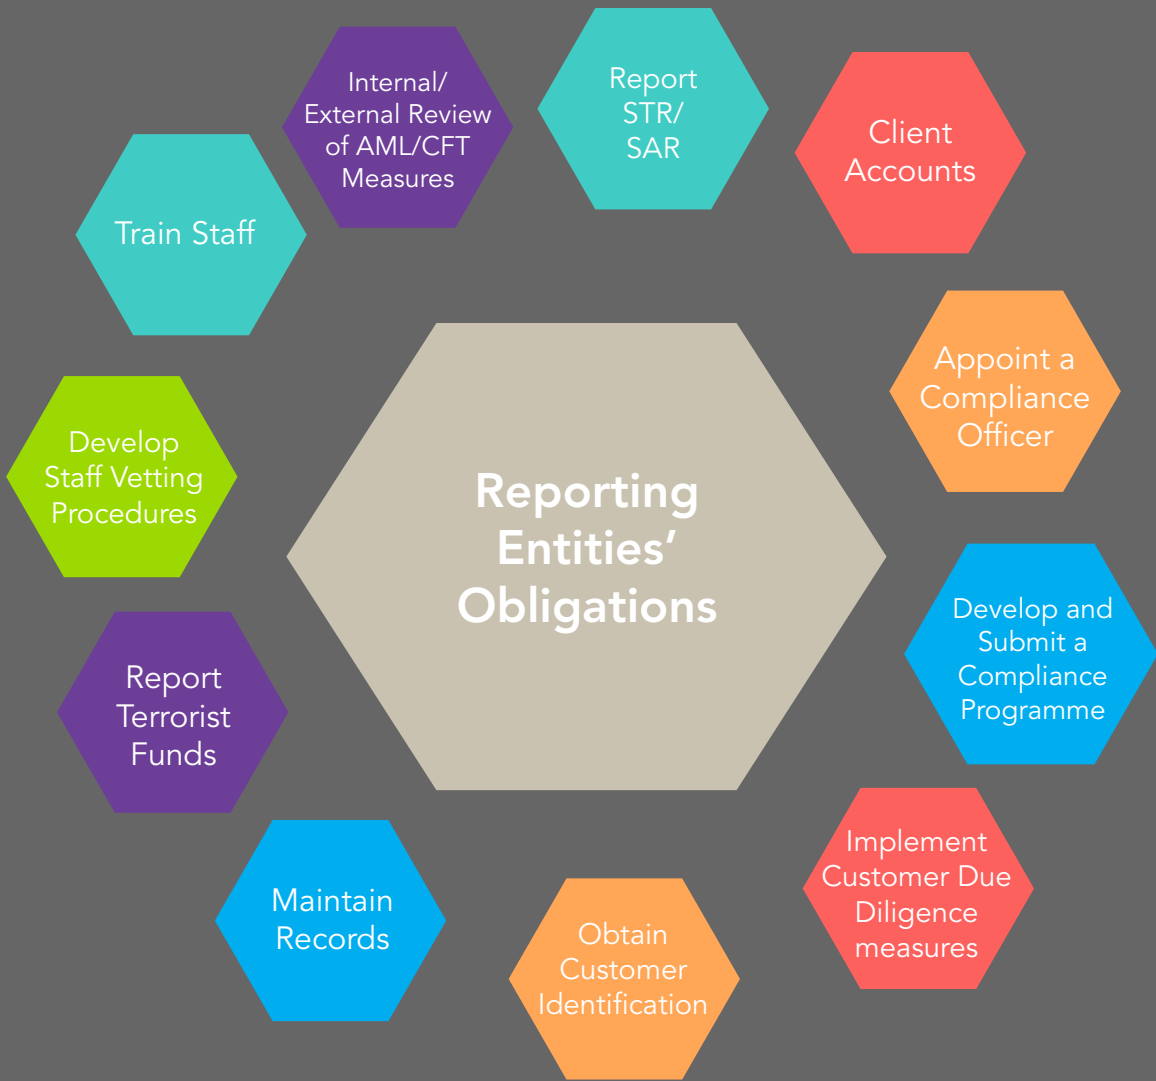 Internal/
External Review
of AML/CFT
Measures
Report
STR/
SAR
Client
Accounts
Train Staff
Appoint a
Compliance
Officer
Develop
Staff Vetting
Procedures
Reporting
Entities’
Obligations
Develop and
Submit a
Compliance
Programme
Report
Terrorist
Funds
Implement
Customer Due
Diligence
measures
Maintain
Records
Obtain
Customer
Identification